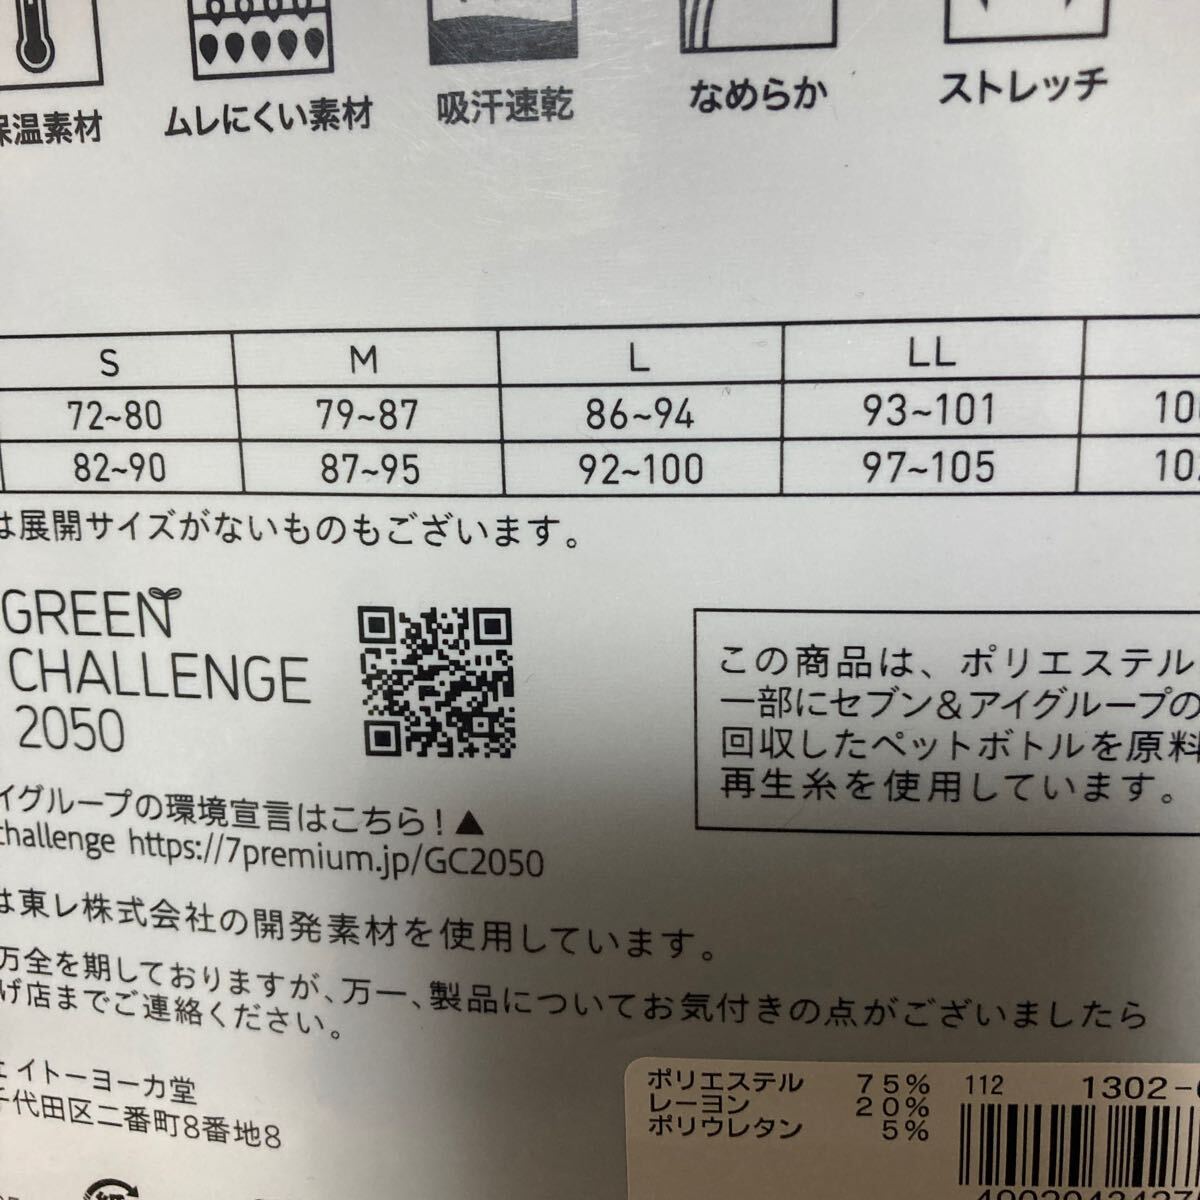 保温素材
ムレにくい素材
吸汗速乾
なめらか
ストレッチ
S M L LL
72~80 79~87 86~94 93~101
82~90 87~95 92~100 97~105
は展開サイズがないものもございます。
GREEN
CHALLENGE
2050
イグループの環境宣言はこちら!▲
challenge https://7premium.jp/GC2050
この商品は、ポリエステル
一部にセブン&アイグループの
回収したペットボトルを原料
再生糸を使用しています。
は東レ株式会社の開発素材を使用しています。
万全を期しておりますが、万一、製品についてお気付きの点がございましたら
げ店までご連絡ください。
イトーヨーカ堂
千代田区二番町8番地8
ポリエステル 75%
レーヨン 20%
ポリウレタン 5%
112 1302-